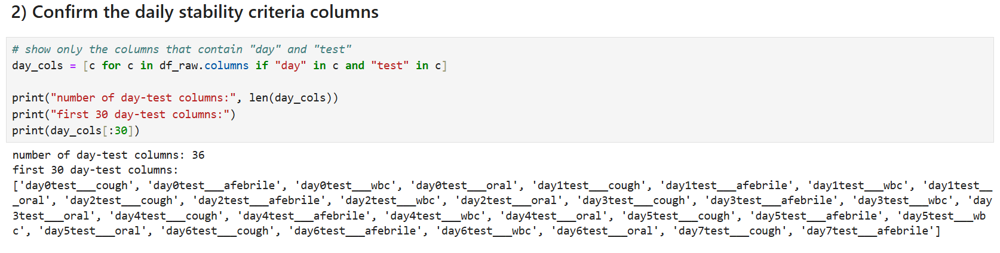 2) Confirm the daily stability criteria columns
# show only the columns that contain "day" and "test"
day_cols = [c for c in df_raw.columns if "day" in c and "test" in c]
print("number of day-test columns:", len(day_cols))
print("first 30 day-test columns:")
print(day_cols[:30])
number of day-test columns: 36
first 30 day-test columns:
['day0test___cough', 'day0test___afebrile', 'day0test___wbc', 'day0test___oral', 'day1test___cough', 'day1test___afebrile', 'day1test___wbc', 'day1test__
_oral', 'day2test___cough', 'day2test___afebrile', 'day2test___wbc', 'day2test___oral', 'day3test___cough', 'day3test___afebrile', 'day3test___wbc', 'day
3test___oral', 'day4test___cough', 'day4test___afebrile', 'day4test___wbc', 'day4test___oral', 'day5test___cough', 'day5test___afebrile', 'day5test___wb
c', 'day5test___oral', 'day6test___cough', 'day6test___afebrile', 'day6test___wbc', 'day6test___oral', 'day7test___cough', 'day7test___afebrile']